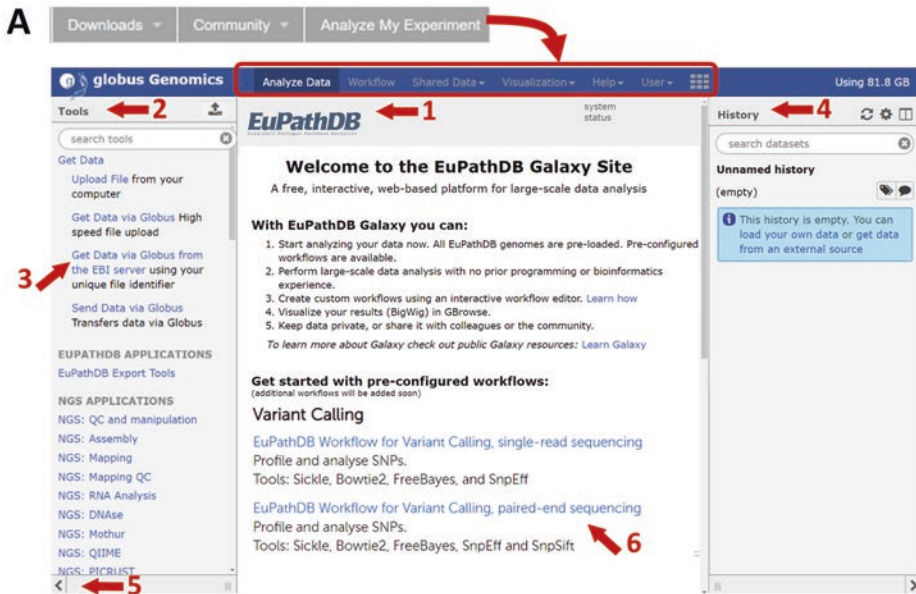 A
Downloads Community Analyze My Experiment
globus Genomics Analyze Data Workflow Shared Data Visualization Help User Using 81.8 GB
Tools 2
search tools
Get Data
Upload File from your
computer
Get Data via Globus High
speed file upload
3 Get Data via Globus from
the EBI server using your
unique file identifier
Send Data via Globus
Transfers data via Globus
EUPATHDB APPLICATIONS
EuPathDB Export Tools
NGS APPLICATIONS
NGS: QC and manipulation
NGS: Assembly
NGS: Mapping
NGS: Mapping QC
NGS: RNA Analysis
NGS: DNAse
NGS: Mothur
NGS: QIIME
NGS: PICRUST
5
EuPathDB 1 system
status
Welcome to the EuPathDB Galaxy Site
A free, interactive, web-based platform for large-scale data analysis
With EuPathDB Galaxy you can:
1. Start analyzing your data now. All EuPathDB genomes are pre-loaded. Pre-configured
workflows are available.
2. Perform large-scale data analysis with no prior programming or bioinformatics
experience.
3. Create custom workflows using an interactive workflow editor. Learn how
4. Visualize your results (BigWig) in GBrowse.
5. Keep data private, or share it with colleagues or the community.
To learn more about Galaxy check out public Galaxy resources: Learn Galaxy
Get started with pre-configured workflows:
(additional workflows will be added soon)
Variant Calling
EuPathDB Workflow for Variant Calling, single-read sequencing
Profile and analyse SNPs.
Tools: Sickle, Bowtie2, FreeBayes, and SnpEff
EuPathDB Workflow for Variant Calling, paired-end sequencing
Profile and analyse SNPs.
Tools: Sickle, Bowtie2, FreeBayes, SnpEff and SnpSift
6
History 4
search datasets
Unnamed history
(empty)
This history is empty. You can
load your own data or get data
from an external source